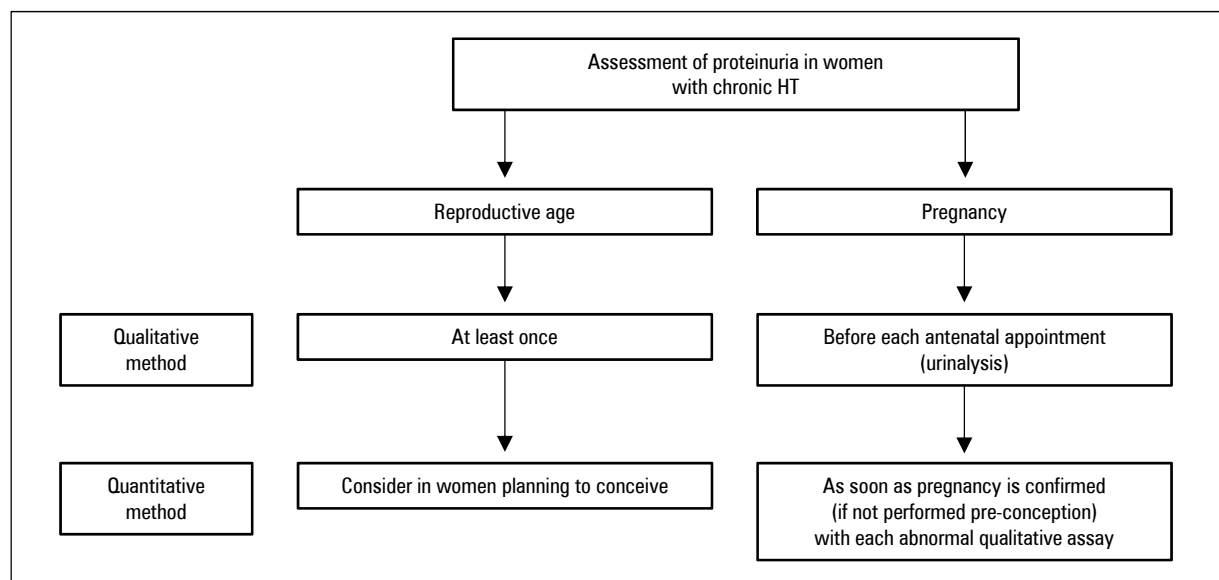 Assessment of proteinuria in women
with chronic HT
Reproductive age
Pregnancy
Qualitative
method
At least once
Before each antenatal appointment
(urinalysis)
Quantitative
method
Consider in women planning to conceive
As soon as pregnancy is confirmed
(if not performed pre-conception)
with each abnormal qualitative assay